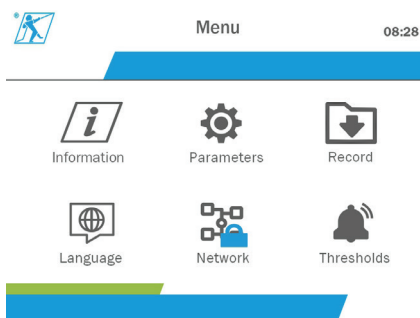 Menu
08:28
Information
Parameters
Record
Language
Network
Thresholds